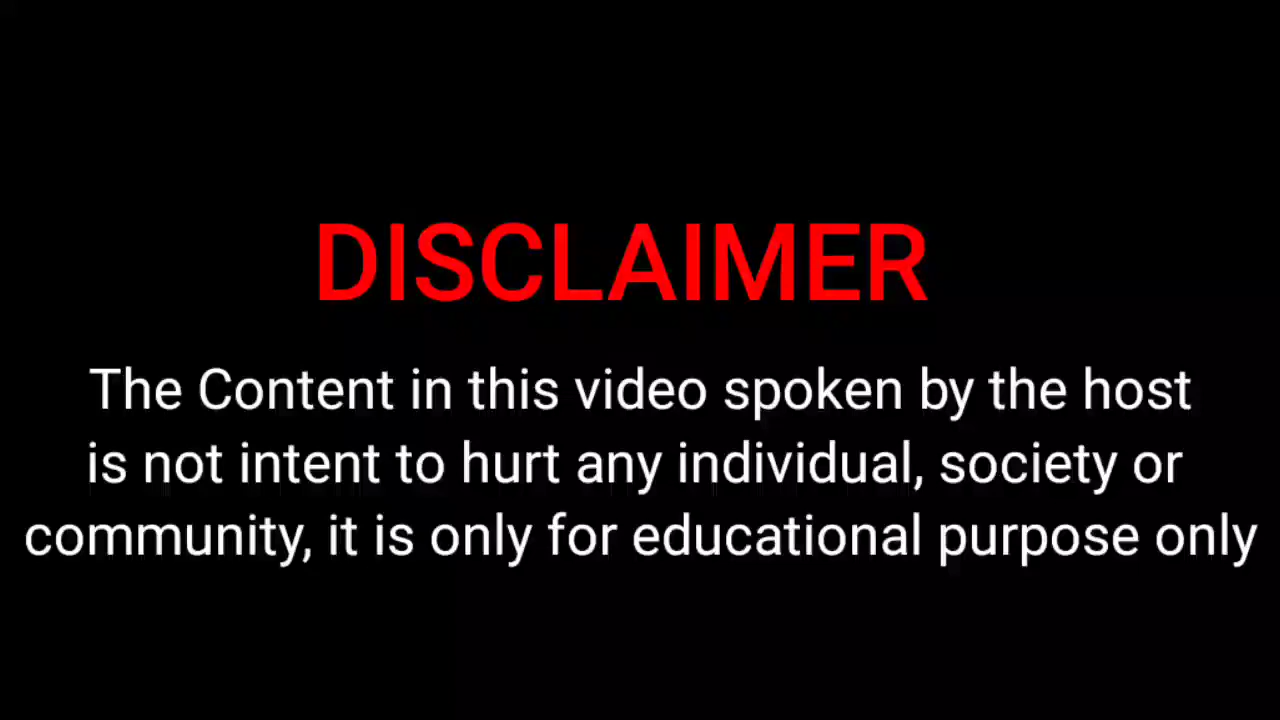 DISCLAIMER
The Content in this video spoken by the host
is not intent to hurt any individual, society or
community, it is only for educational purpose only